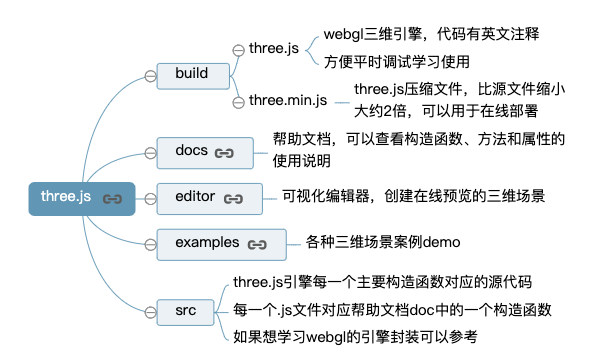 three.js
build
three.js
webgl三维引擎，代码有英文注释
方便平时调试学习使用
three.min.js
three.js压缩文件，比源文件缩小
大约2倍，可以用于在线部署
docs
帮助文档，可以查看构造函数、方法和属性的
使用说明
editor
可视化编辑器，创建在线预览的三维场景
examples
各种三维场景案例demo
src
three.js引擎每一个主要构造函数对应的源代码
每一个.js文件对应帮助文档doc中的一个构造函数
如果想学习webgl的引擎封装可以参考